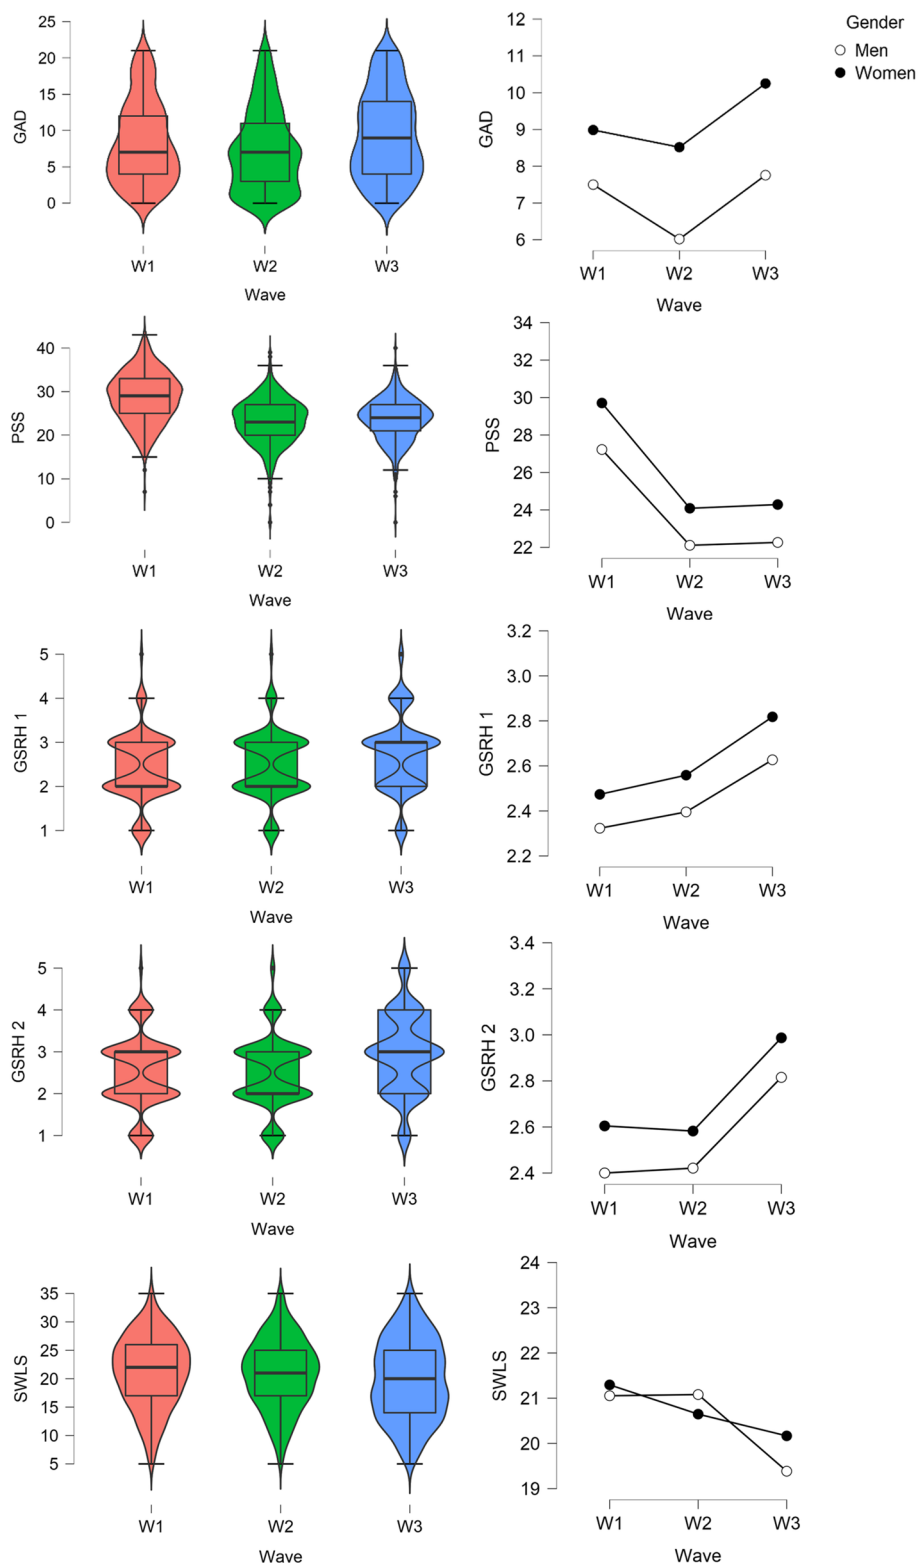 Gender
Men
Women
25
20
15
10
5
0
GAD
W1 W2 W3
Wave
12
11
10
9
8
7
6
GAD
W1 W2 W3
Wave
40
30
20
10
0
PSS
W1 W2 W3
Wave
34
32
30
28
26
24
22
PSS
W1 W2 W3
Wave
5
4
3
2
1
GSRH 1
W1 W2 W3
Wave
3.2
3.0
2.8
2.6
2.4
2.2
GSRH 1
W1 W2 W3
Wave
5
4
3
2
1
GSRH 2
W1 W2 W3
Wave
3.4
3.2
3.0
2.8
2.6
2.4
GSRH 2
W1 W2 W3
Wave
35
30
25
20
15
10
5
SWLS
W1 W2 W3
Wave
24
23
22
21
20
19
SWLS
W1 W2 W3
Wave